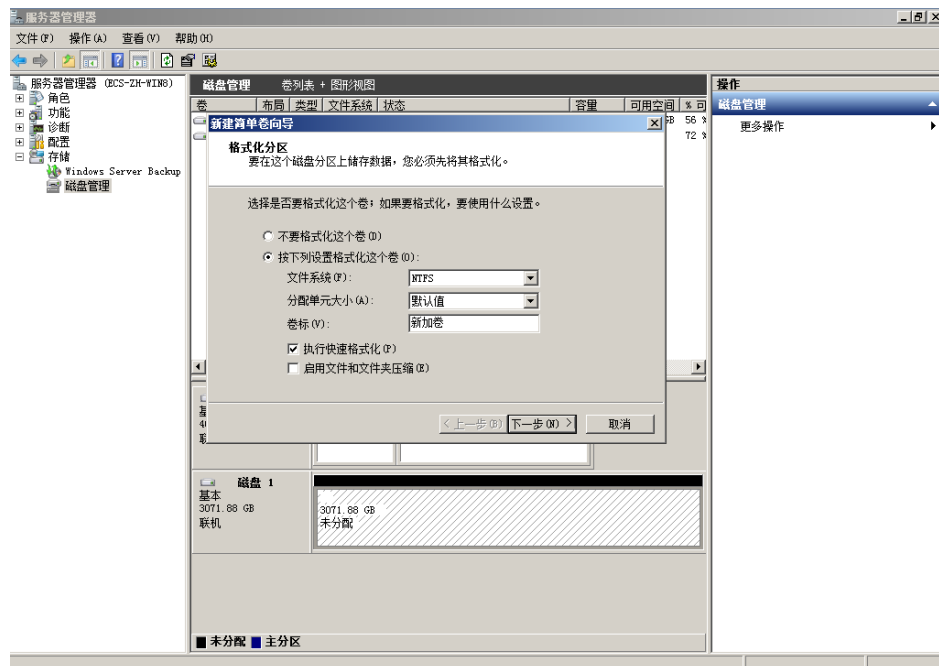 服务器管理器
文件(F) 操作(A) 查看(V) 帮助(H)
服务器管理器 (ECS-ZH-WIN8)
角色
功能
诊断
配置
存储
Windows Server Backup
磁盘管理
磁盘管理 卷列表 + 图形视图
卷 布局 类型 文件系统 状态 容量 可用空间 % 可
56 %
72 %
新建简单卷向导
格式化分区
要在这个磁盘分区上储存数据，您必须先将其格式化。
选择是否要格式化这个卷；如果要格式化，要使用什么设置。
不要格式化这个卷(D)
按下列设置格式化这个卷(O):
文件系统(F): NTFS
分配单元大小(A): 默认值
卷标(V): 新加卷
执行快速格式化(P)
启用文件和文件夹压缩(E)
< 上一步(B) 下一步(N) > 取消
磁盘 1
基本
3071.88 GB
联机
3071.88 GB
未分配
未分配 主分区
操作
磁盘管理
更多操作